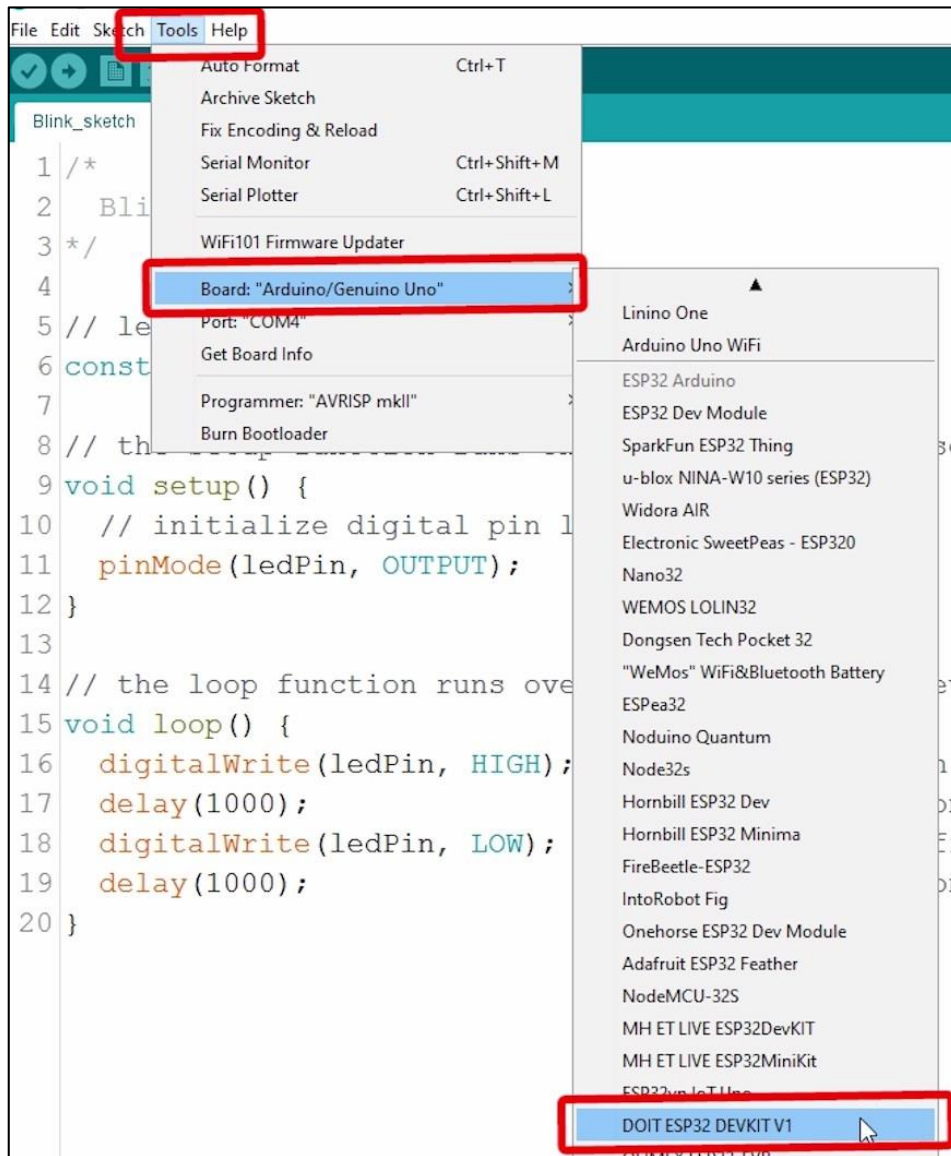 File Edit Sketch Tools Help
Auto Format Ctrl+T
Archive Sketch
Fix Encoding & Reload
Serial Monitor Ctrl+Shift+M
Serial Plotter Ctrl+Shift+L
WiFi101 Firmware Updater
Board: "Arduino/Genuino Uno"
Port: "COM4"
Get Board Info
Programmer: "AVRISP mkII"
Burn Bootloader
Linino One
Arduino Uno WiFi
ESP32 Arduino
ESP32 Dev Module
SparkFun ESP32 Thing
u-blox NINA-W10 series (ESP32)
Widora AIR
Electronic SweetPeas - ESP320
Nano32
WEMOS LOLIN32
Dongsen Tech Pocket 32
"WeMos" WiFi&Bluetooth Battery
ESPea32
Noduino Quantum
Node32s
Hornbill ESP32 Dev
Hornbill ESP32 Minima
FireBeetle-ESP32
IntoRobot Fig
Onehorse ESP32 Dev Module
Adafruit ESP32 Feather
NodeMCU-32S
MH ET LIVE ESP32DevKIT
MH ET LIVE ESP32MiniKit
ESP32vn IoT Uno
DOIT ESP32 DEVKIT V1
Blink_sketch
1 /*
2 Bli
3 */
4
5 // le
6 const
7
8 // th
9 void setup() {
10 // initialize digital pin l
11 pinMode(ledPin, OUTPUT);
12 }
13
14 // the loop function runs ove
15 void loop() {
16 digitalWrite(ledPin, HIGH);
17 delay(1000);
18 digitalWrite(ledPin, LOW);
19 delay(1000);
20 }